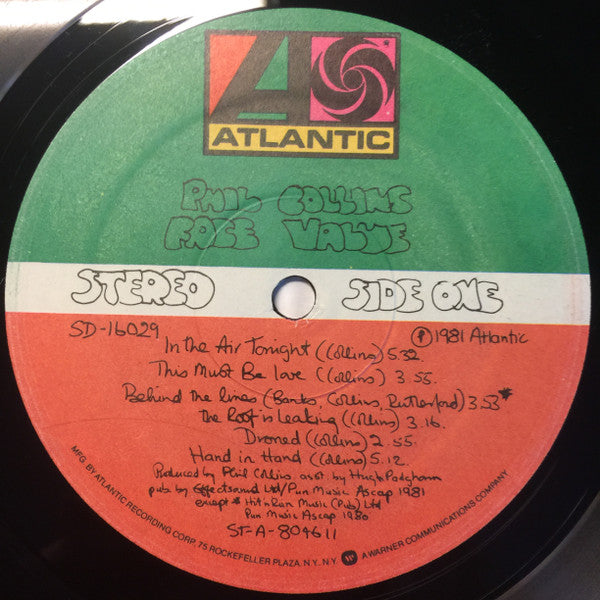 ATLANTIC
PHIL COLLINS
FACE VALUE
STEREO
SIDE ONE
SD-16029
Ⓟ1981 Atlantic
In the Air Tonight (Collins) 5.32.
This Must Be Love (Collins) 3.55.
Behind the lines (Banks, Collins, Rutherford) 3.53*
The Roof is Leaking (Collins) 3.16.
Droned (Collins) 2.55.
Hand in Hand (Collins) 5.12.
Produced by Phil Collins asst by Hugh Padgham
pub by Effectsound Ltd/Pun Music Ascap 1981
except * Hit n Run Music (Pub) Ltd
Pun Music Ascap 1980
ST-A-804611
MFG. BY ATLANTIC RECORDING CORP. 75 ROCKEFELLER PLAZA. N.Y. N.Y. A WARNER COMMUNICATIONS COMPANY